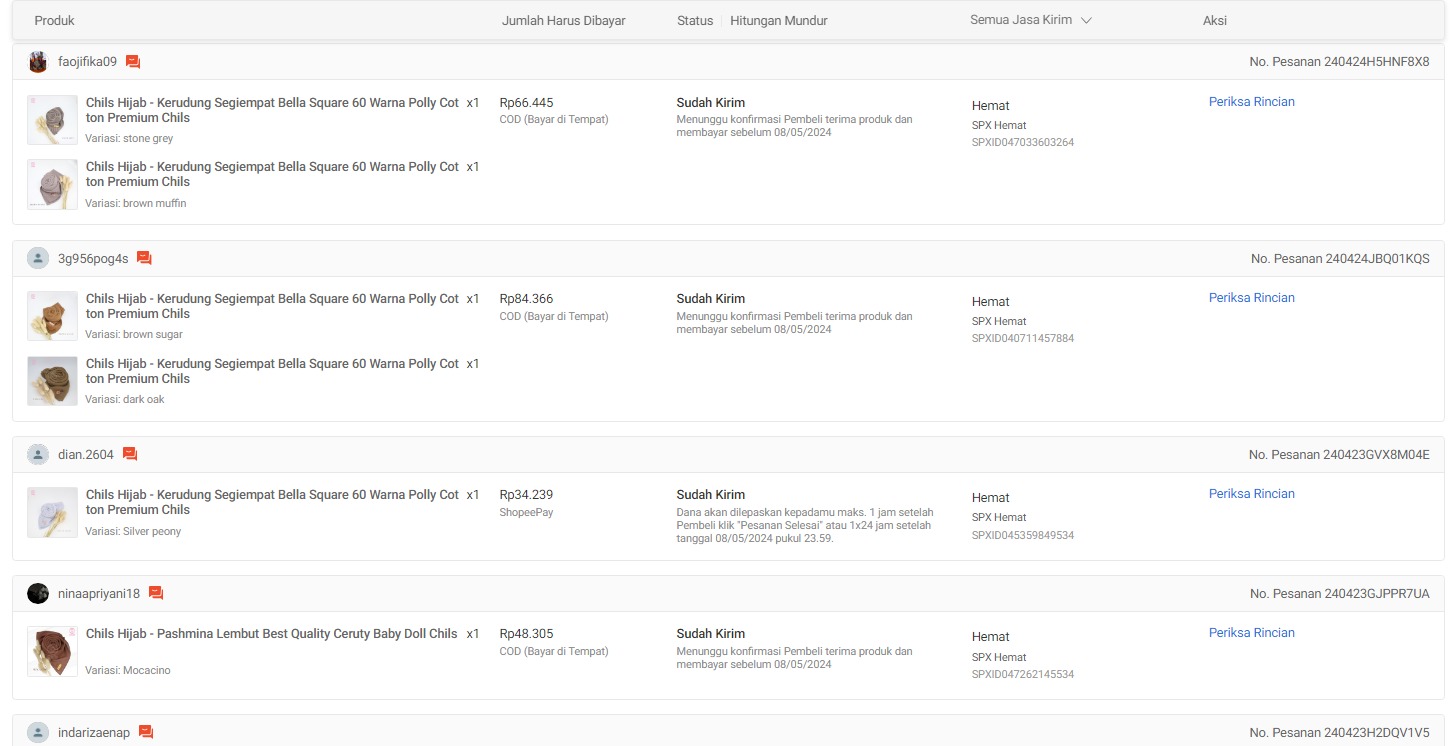 Produk Jumlah Harus Dibayar Status Hitungan Mundur Semua Jasa Kirim Aksi
faojifika09 No. Pesanan 240424H5HNF8X8
Chils Hijab - Kerudung Segiempat Bella Square 60 Warna Polly Cot x1 Rp66.445 Sudah Kirim Hemat Periksa Rincian
ton Premium Chils COD (Bayar di Tempat) Menunggu konfirmasi Pembeli terima produk dan SPX Hemat
Variasi: stone grey membayar sebelum 08/05/2024 SPXID047033603264
Chils Hijab - Kerudung Segiempat Bella Square 60 Warna Polly Cot x1
ton Premium Chils
Variasi: brown muffin
3g956pog4s No. Pesanan 240424JBQ01KQS
Chils Hijab - Kerudung Segiempat Bella Square 60 Warna Polly Cot x1 Rp84.366 Sudah Kirim Hemat Periksa Rincian
ton Premium Chils COD (Bayar di Tempat) Menunggu konfirmasi Pembeli terima produk dan SPX Hemat
Variasi: brown sugar membayar sebelum 08/05/2024 SPXID040711457884
Chils Hijab - Kerudung Segiempat Bella Square 60 Warna Polly Cot x1
ton Premium Chils
Variasi: dark oak
dian.2604 No. Pesanan 240423GVX8M04E
Chils Hijab - Kerudung Segiempat Bella Square 60 Warna Polly Cot x1 Rp34.239 Sudah Kirim Hemat Periksa Rincian
ton Premium Chils ShopeePay Dana akan dilepaskan kepadamu maks. 1 jam setelah SPX Hemat
Variasi: Silver peony Pembeli klik "Pesanan Selesai" atau 1x24 jam setelah SPXID045359849534
tanggal 08/05/2024 pukul 23.59.
ninaapriyani18 No. Pesanan 240423GJPPR7UA
Chils Hijab - Pashmina Lembut Best Quality Ceruty Baby Doll Chils x1 Rp48.305 Sudah Kirim Hemat Periksa Rincian
COD (Bayar di Tempat) Menunggu konfirmasi Pembeli terima produk dan SPX Hemat
Variasi: Mocacino membayar sebelum 08/05/2024 SPXID047262145534
indarizaenap No. Pesanan 240423H2DQV1V5